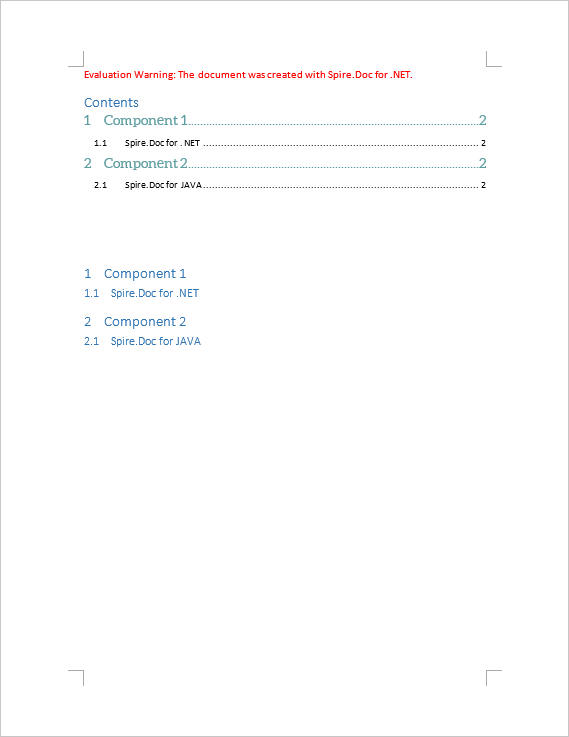 Evaluation Warning: The document was created with Spire.Doc for .NET.
Contents
1 Component 1........................................................................................................2
1.1 Spire.Doc for .NET ............................................................................................ 2
2 Component 2........................................................................................................2
2.1 Spire.Doc for JAVA............................................................................................ 2
1 Component 1
1.1 Spire.Doc for .NET
2 Component 2
2.1 Spire.Doc for JAVA